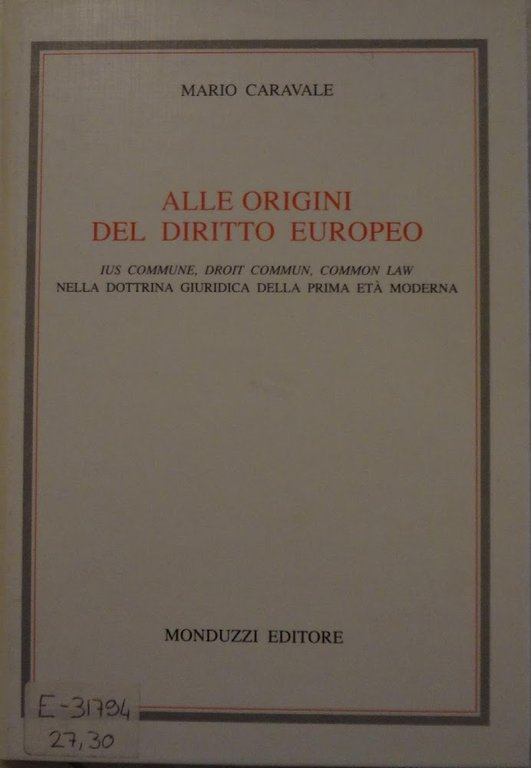 MARIO CARAVALE
ALLE ORIGINI
DEL DIRITTO EUROPEO
IUS COMMUNE, DROIT COMMUN, COMMON LAW
NELLA DOTTRINA GIURIDICA DELLA PRIMA ETÀ MODERNA
MONDUZZI EDITORE
E-31794
27,30